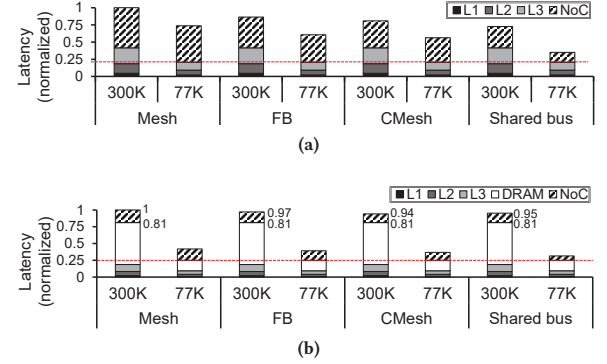 L1 L2 L3 NoC
Latency
(normalized)
1
0.75
0.5
0.25
0
300K 77K 300K 77K 300K 77K 300K 77K
Mesh FB CMesh Shared bus
(a)
L1 L2 L3 DRAM NoC
Latency
(normalized)
1
0.75
0.5
0.25
0
1
0.81
0.97
0.81
0.94
0.81
0.95
0.81
300K 77K 300K 77K 300K 77K 300K 77K
Mesh FB CMesh Shared bus
(b)